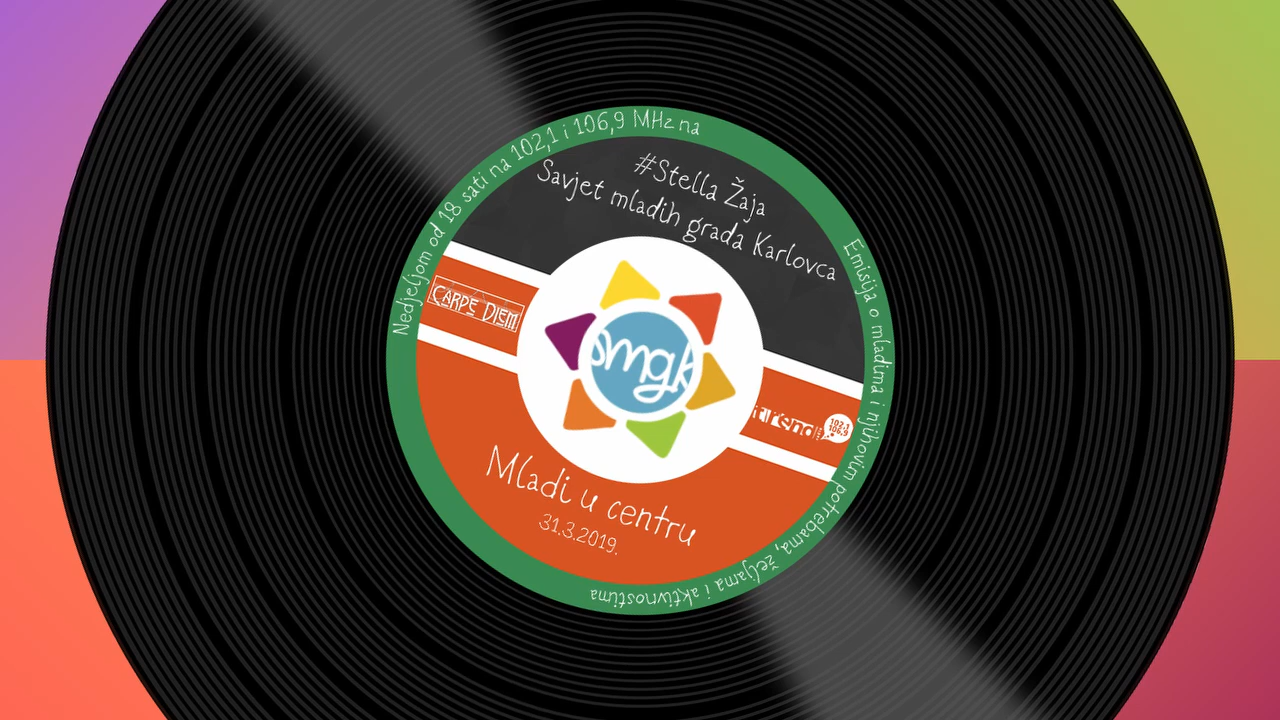 Nedjeljom od 18 sati na 102,1 i 106,9 MHz na
#Stella Žaja
Savjet mladih grada Karlovca
Emisija o mladima i njihovim potrebama, željama i aktivnostima
CARPE DIEM
smgk
trend
102,1
106,9
Mladi u centru
31.3.2019.